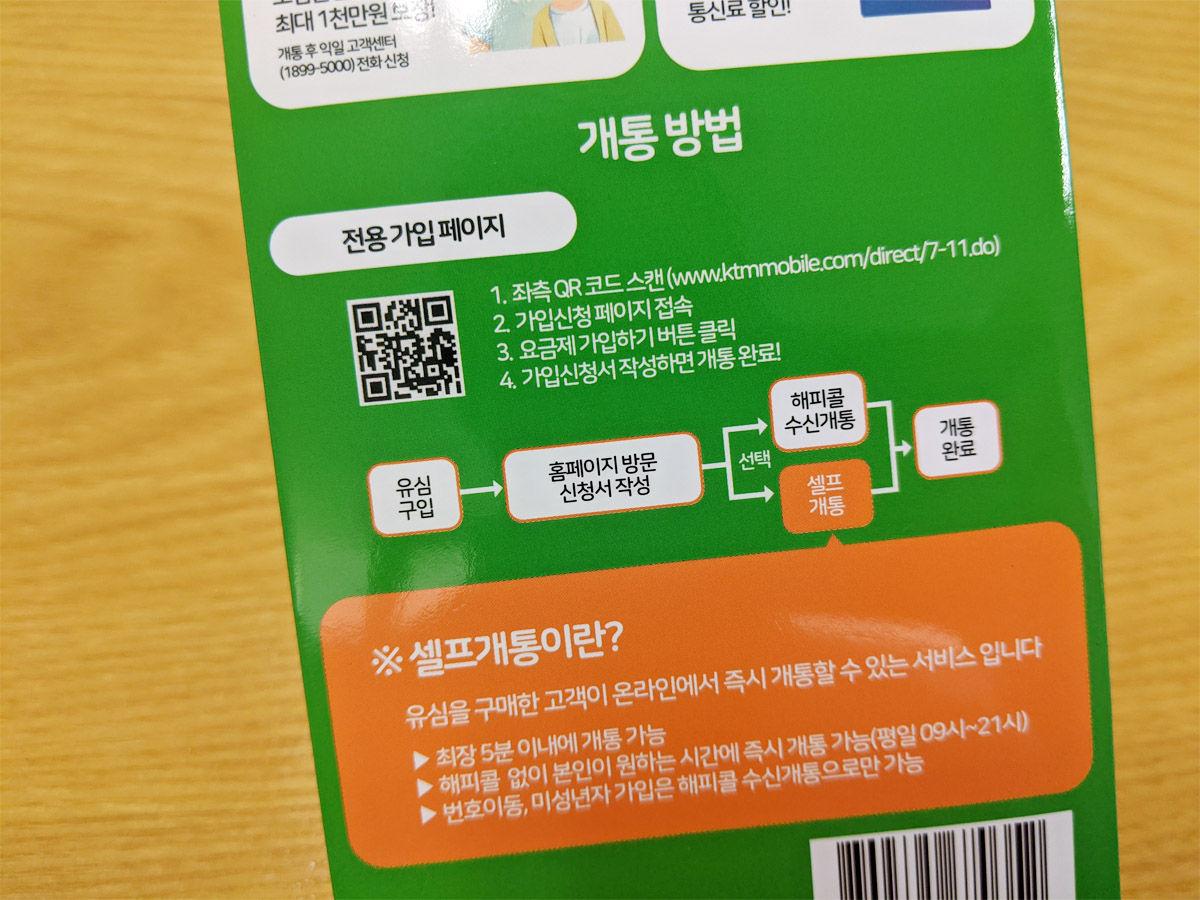 최대 1천만원 보상!
개통 후 익일 고객센터
(1899-5000) 전화 신청
통신료 할인!
개통 방법
전용 가입 페이지
1. 좌측 QR 코드 스캔 (www.ktmmobile.com/direct/7-11.do)
2. 가입신청 페이지 접속
3. 요금제 가입하기 버튼 클릭
4. 가입신청서 작성하면 개통 완료!
유심
구입
홈페이지 방문
신청서 작성
선택
해피콜
수신개통
셀프
개통
개통
완료
※ 셀프개통이란?
유심을 구매한 고객이 온라인에서 즉시 개통할 수 있는 서비스 입니다
▶ 최장 5분 이내에 개통 가능
▶ 해피콜 없이 본인이 원하는 시간에 즉시 개통 가능(평일 09시~21시)
▶ 번호이동, 미성년자 가입은 해피콜 수신개통으로만 가능